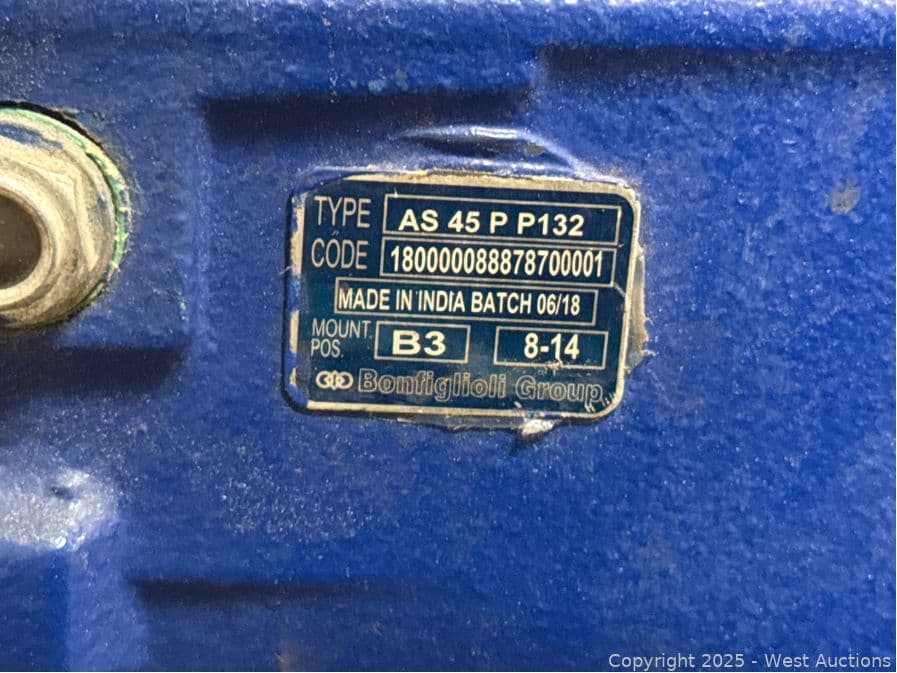 TYPE AS 45 P P132
CODE 180000088878700001
MADE IN INDIA BATCH 06/18
MOUNT. POS. B3 8-14
Bonfiglioli Group
Copyright 2025 - West Auctions